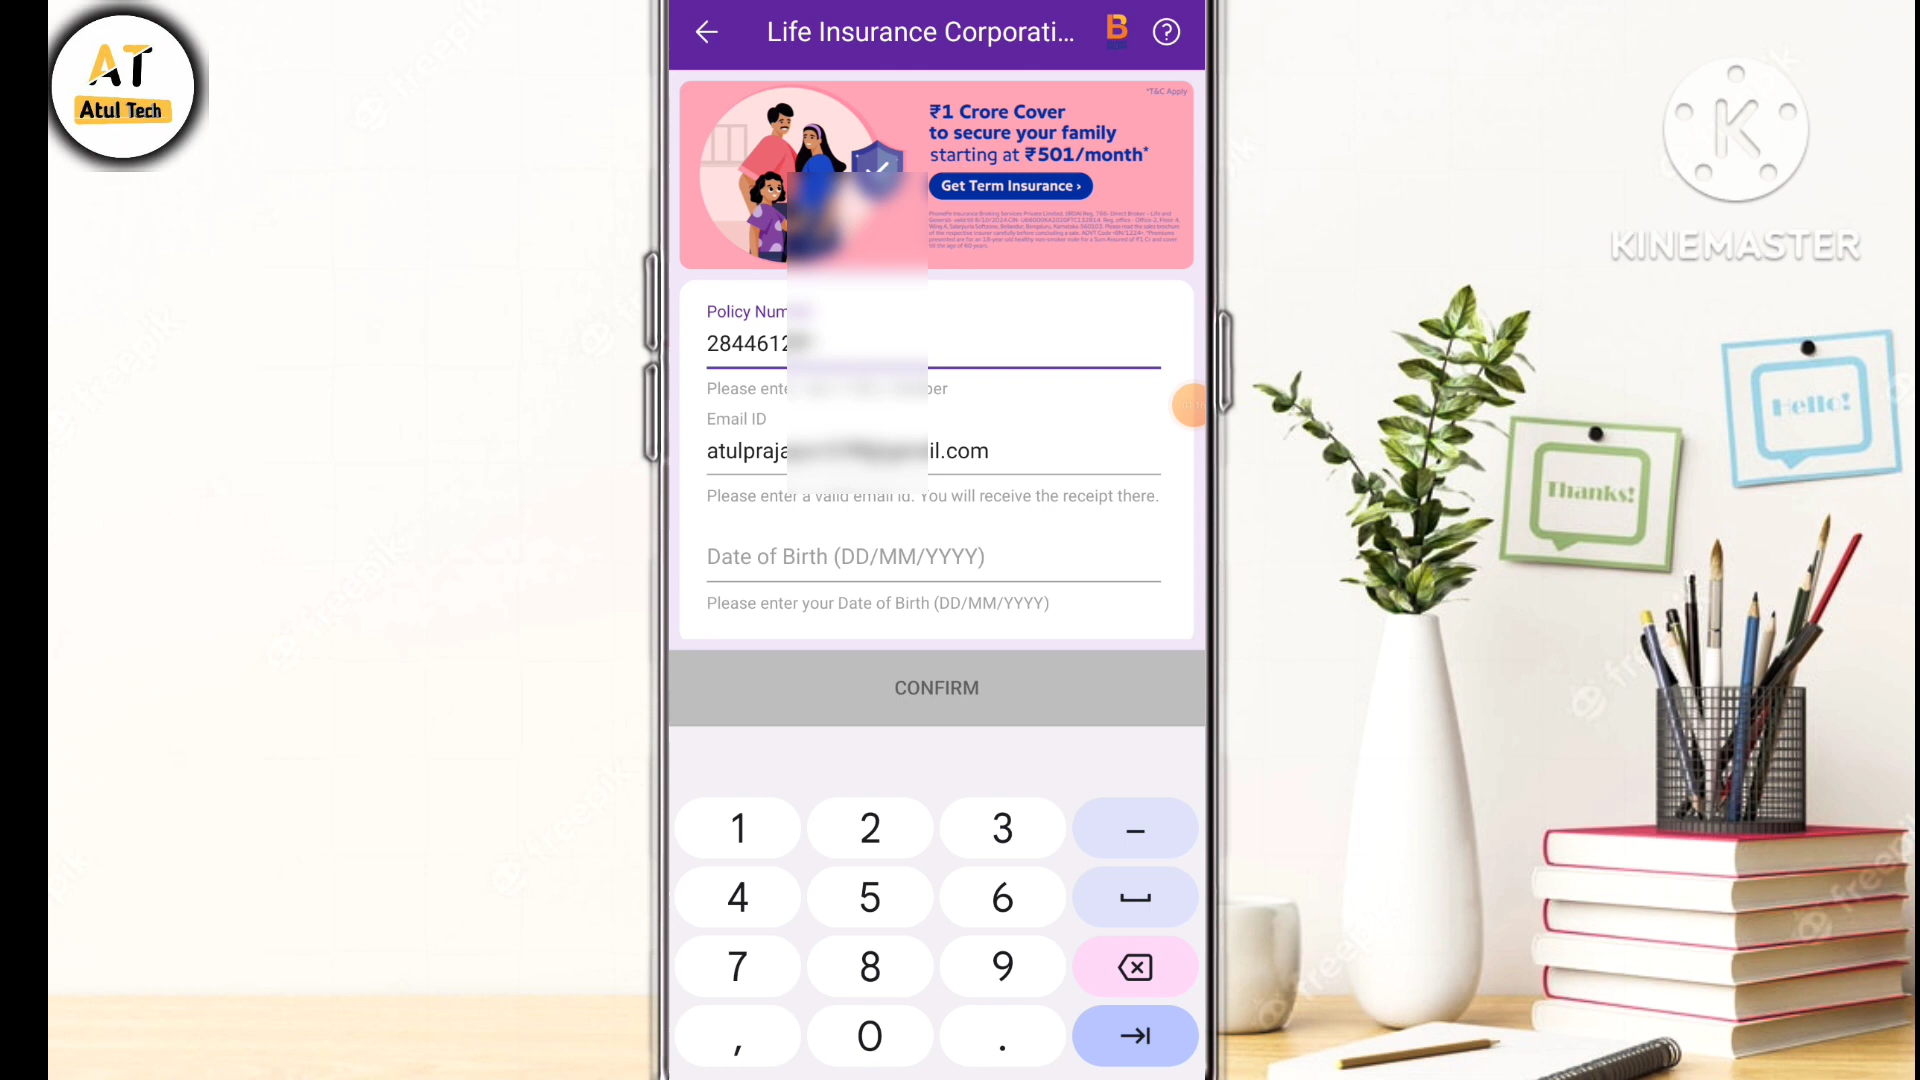 AT
Atul Tech
Life Insurance Corporati...
B
?
*T&C Apply
₹1 Crore Cover
to secure your family
starting at ₹501/month*
Get Term Insurance ›
Policy Num
2844612
Please ente
Email ID
atulpraja il.com
Please enter a valid email id. You will receive the receipt there.
Date of Birth (DD/MM/YYYY)
Please enter your Date of Birth (DD/MM/YYYY)
CONFIRM
1 2 3 –
4 5 6
7 8 9
, 0 .
K
KINEMASTER
Hello!
Thanks!